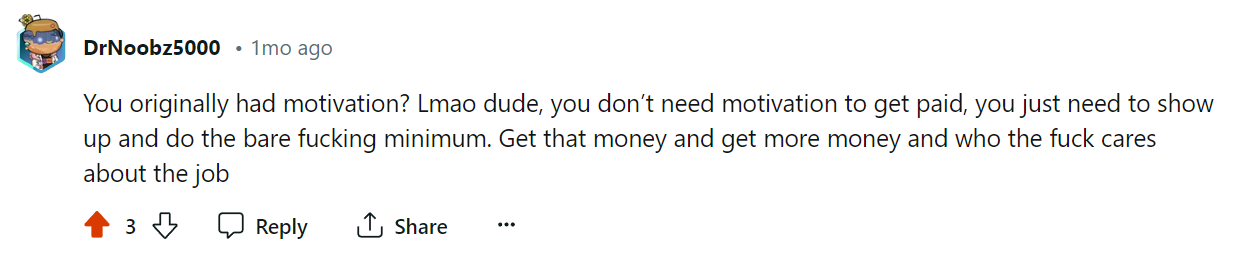 DrNoobz5000 • 1mo ago
You originally had motivation? Lmao dude, you don’t need motivation to get paid, you just need to show
up and do the bare fucking minimum. Get that money and get more money and who the fuck cares
about the job
3 Reply Share ···